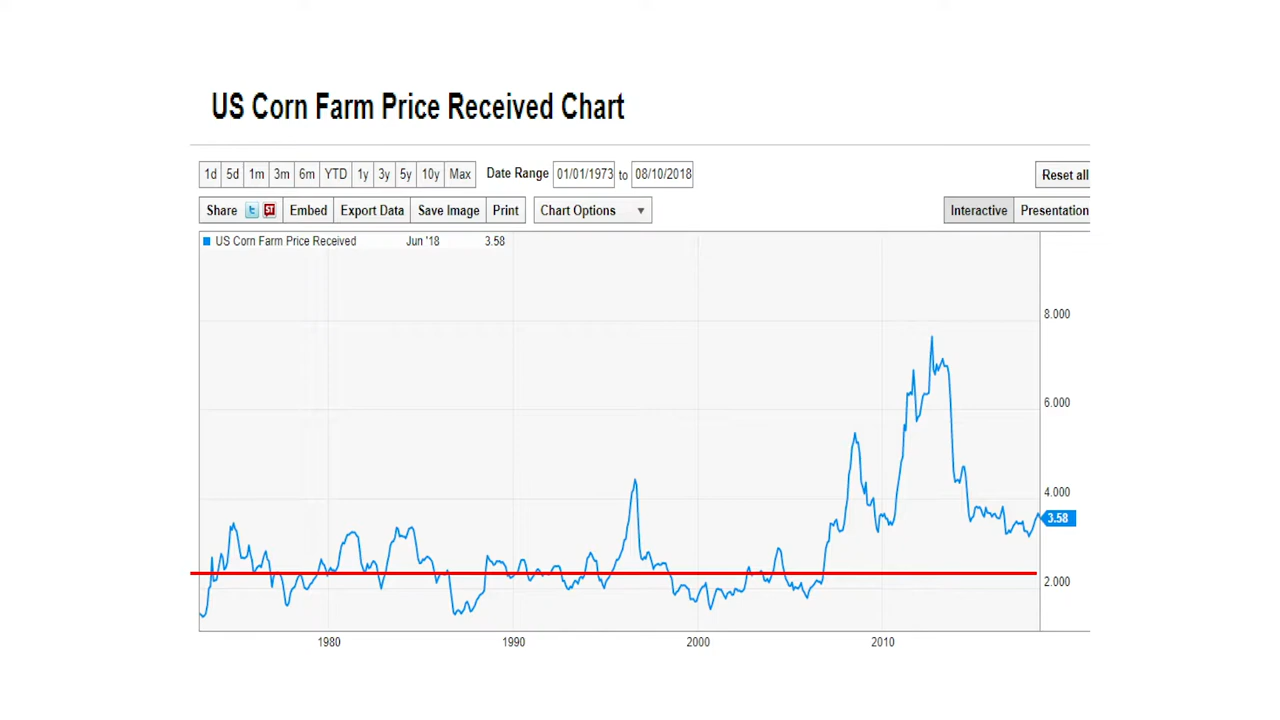 US Corn Farm Price Received Chart
1d 5d 1m 3m 6m YTD 1y 3y 5y 10y Max Date Range 01/01/1973 to 08/10/2018 Reset all
Share t ST Embed Export Data Save Image Print Chart Options Interactive Presentation
US Corn Farm Price Received Jun '18 3.58
8.000
6.000
4.000
3.58
2.000
1980 1990 2000 2010